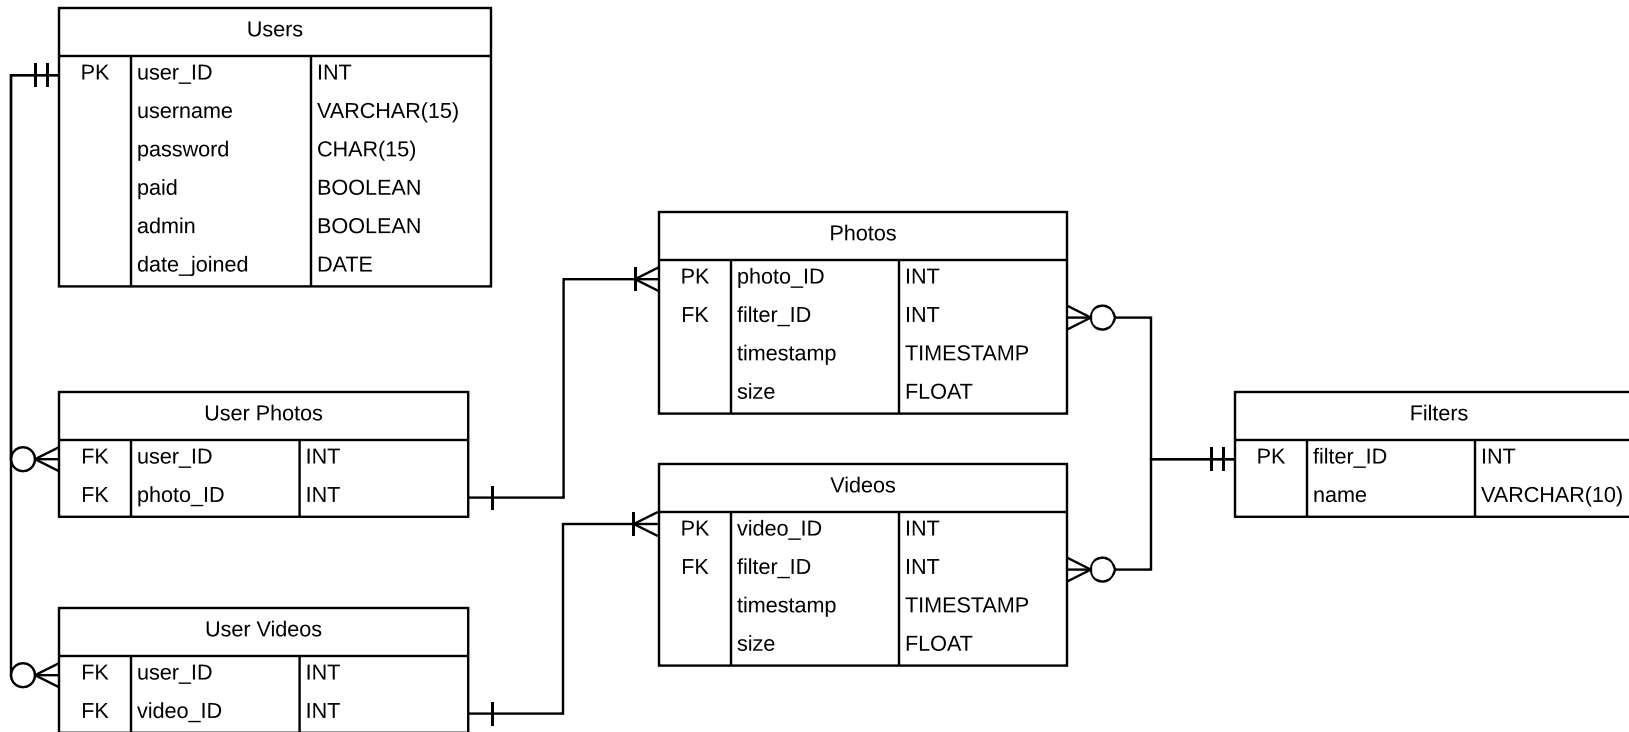 Users
PK user_ID INT
username VARCHAR(15)
password CHAR(15)
paid BOOLEAN
admin BOOLEAN
date_joined DATE
User Photos
FK user_ID INT
FK photo_ID INT
User Videos
FK user_ID INT
FK video_ID INT
Photos
PK photo_ID INT
FK filter_ID INT
timestamp TIMESTAMP
size FLOAT
Videos
PK video_ID INT
FK filter_ID INT
timestamp TIMESTAMP
size FLOAT
Filters
PK filter_ID INT
name VARCHAR(10)